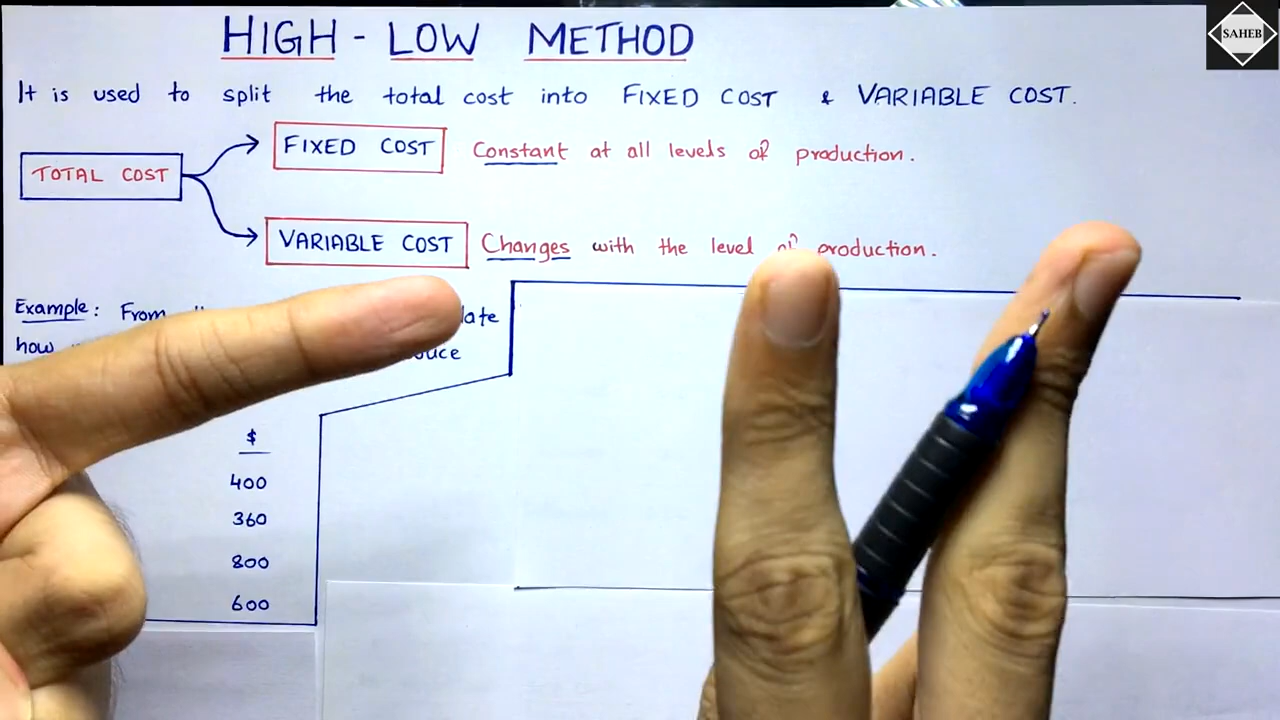 HIGH - LOW METHOD
SAHEB
It is used to split the total cost into FIXED COST & VARIABLE COST.
FIXED COST Constant at all levels of production.
TOTAL COST
VARIABLE COST Changes with the level of production.
Example: From
how
$
400
360
800
600